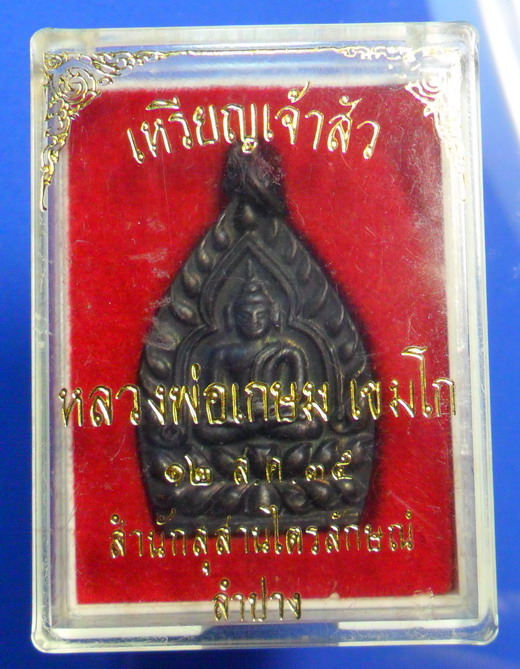 เหรียญเจ้าสัว
หลวงพ่อเกษม เขมโก
๑๒ ส.ค. ๓๕
สำนักสุสานไตรลักษณ์
ลำปาง